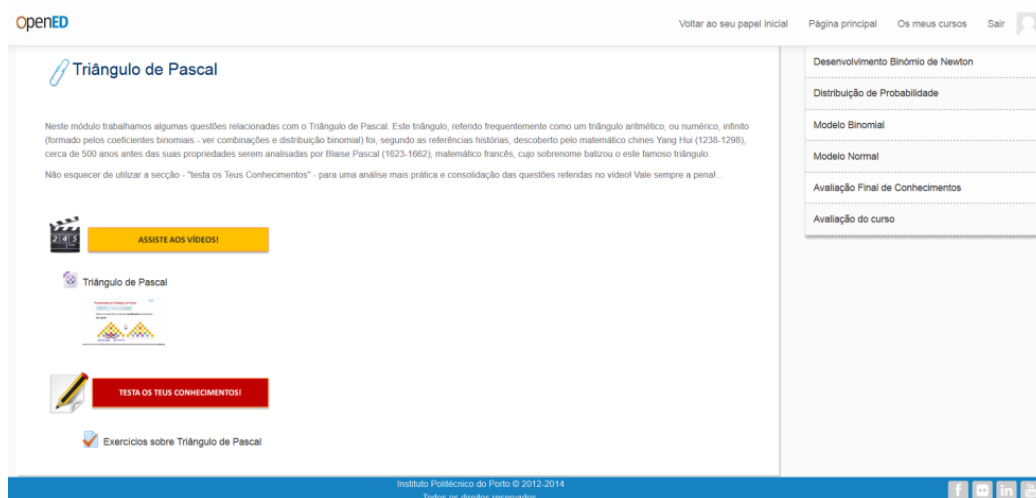 OpenED
Voltar ao seu papel inicial Página principal Os meus cursos Sair
Triângulo de Pascal
Neste módulo trabalhamos algumas questões relacionadas com o Triângulo de Pascal. Este triângulo, referido frequentemente como um triângulo aritmético, ou numérico, infinito
(formado pelos coeficientes binomiais - ver combinações e distribuição binomial) foi, segundo as referências histórias, descoberto pelo matemático chines Yang Hui (1238-1298),
cerca de 500 anos antes das suas propriedades serem analisadas por Blaise Pascal (1623-1662), matemático francês, cujo sobrenome batizou o este famoso triângulo.
Não esquecer de utilizar a secção - "testa os Teus Conhecimentos" - para uma análise mais prática e consolidação das questões referidas no vídeo! Vale sempre a pena!...
ASSISTE AOS VÍDEOS!
Triângulo de Pascal
TESTA OS TEUS CONHECIMENTOS!
Exercícios sobre Triângulo de Pascal
Desenvolvimento Binómio de Newton
Distribuição de Probabilidade
Modelo Binomial
Modelo Normal
Avaliação Final de Conhecimentos
Avaliação do curso
Instituto Politécnico do Porto © 2012-2014
Todos os direitos reservados